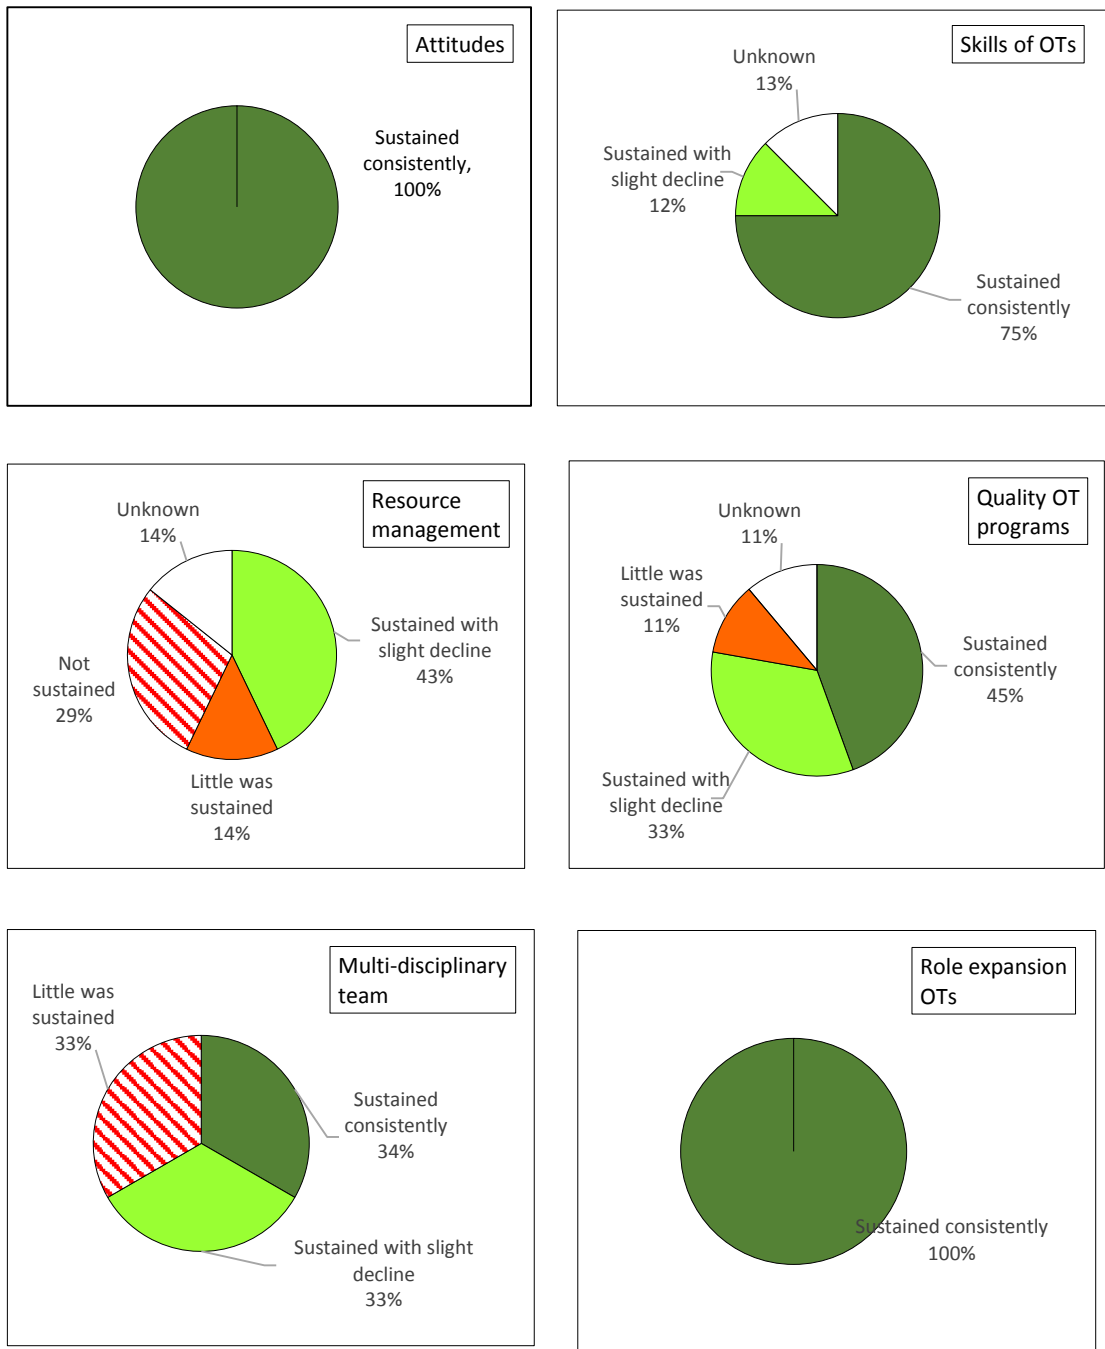 Attitudes
Sustained
consistently,
100%
Skills of OTs
Unknown
13%
Sustained with
slight decline
12%
Sustained
consistently
75%
Resource
management
Unknown
14%
Sustained with
slight decline
43%
Not
sustained
29%
Little was
sustained
14%
Quality OT
programs
Unknown
11%
Little was
sustained
11%
Sustained
consistently
45%
Sustained with
slight decline
33%
Multi-disciplinary
team
Little was
sustained
33%
Sustained
consistently
34%
Sustained with slight
decline
33%
Role expansion
OTs
Sustained consistently
100%